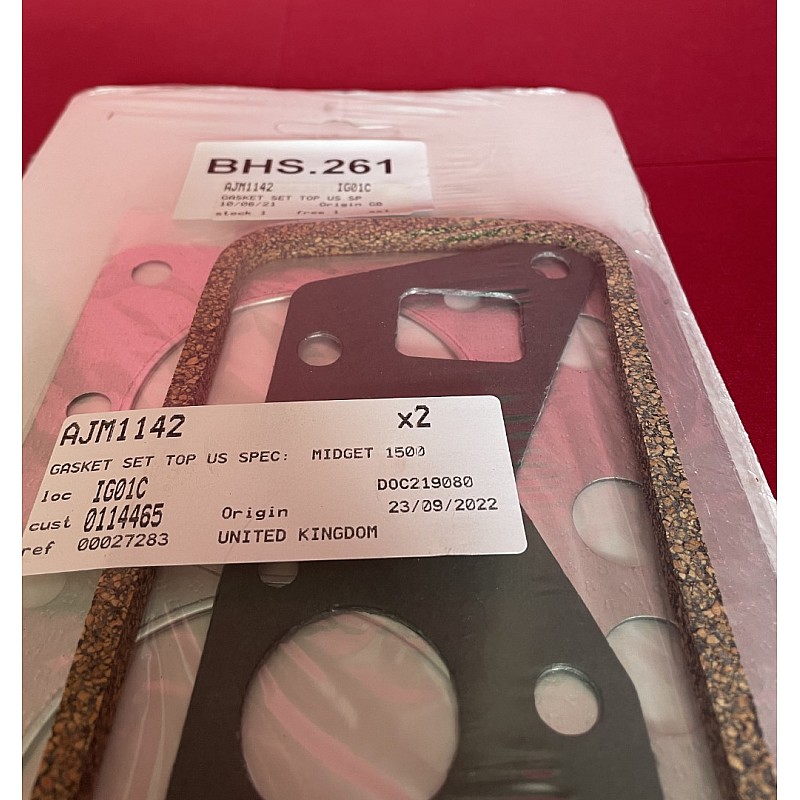 BHS.261
AJM1142 IG01C
GASKET SET TOP US SP
10/06/21 Origin GB
stock 1 free 1
AJM1142 x2
GASKET SET TOP US SPEC: MIDGET 1500
loc IG01C DOC219080
cust 0114465 Origin 23/09/2022
ref 00027283 UNITED KINGDOM